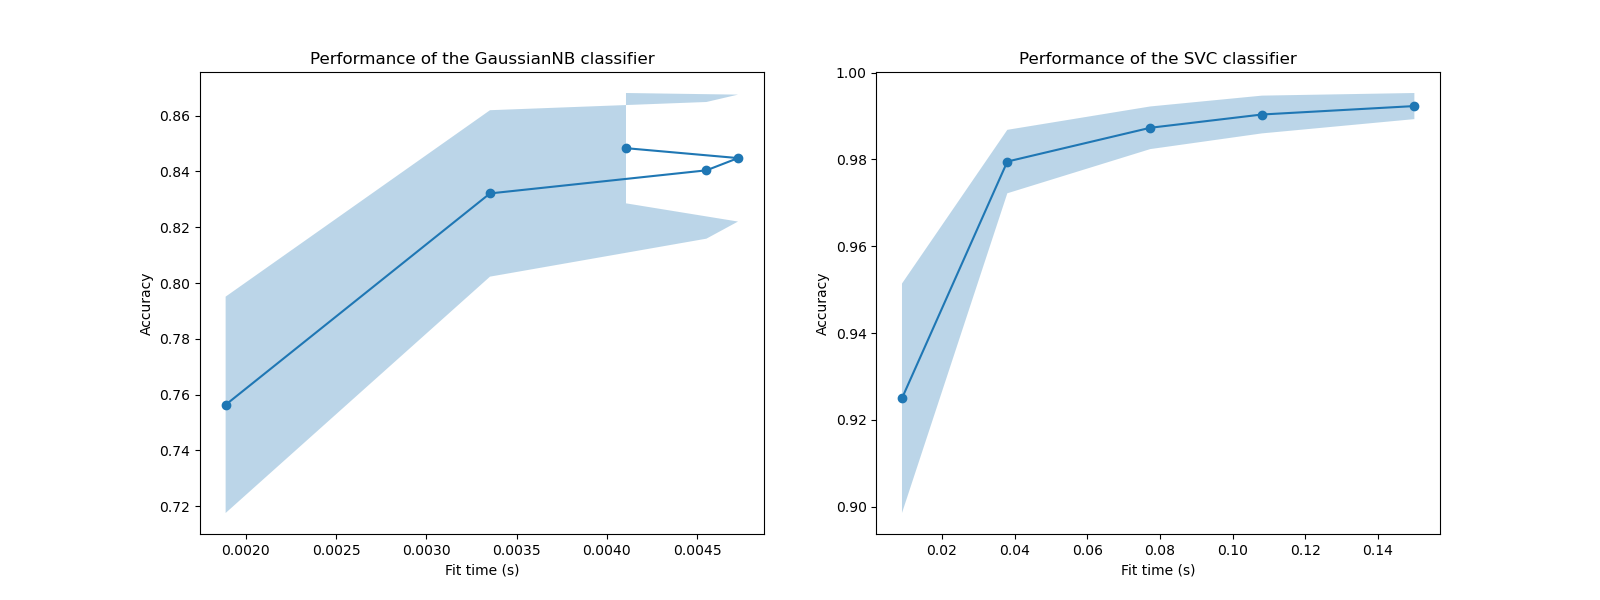 Performance of the GaussianNB classifier
Accuracy
0.86
0.84
0.82
0.80
0.78
0.76
0.74
0.72
0.0020 0.0025 0.0030 0.0035 0.0040 0.0045
Fit time (s)
Performance of the SVC classifier
Accuracy
1.00
0.98
0.96
0.94
0.92
0.90
0.02 0.04 0.06 0.08 0.10 0.12 0.14
Fit time (s)